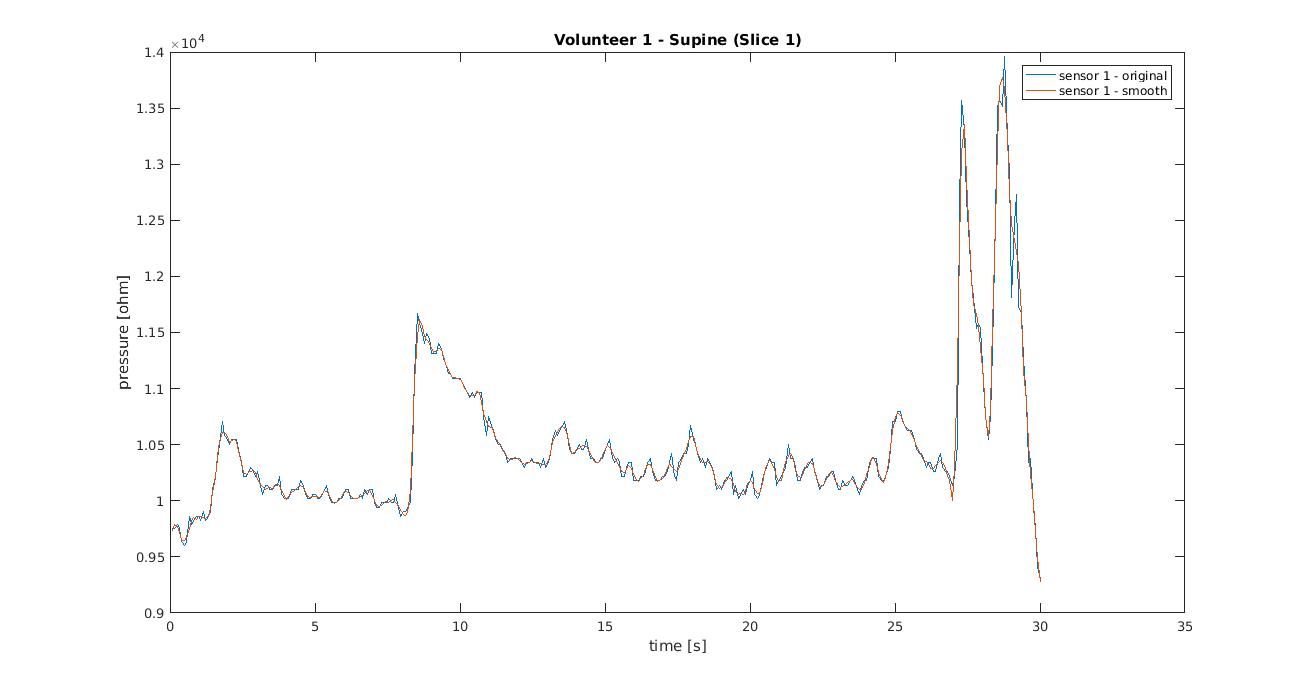 Volunteer 1 - Supine (Slice 1)
×10⁴
1.4
1.35
1.3
1.25
1.2
1.15
1.1
1.05
1
0.95
0.9
pressure [ohm]
sensor 1 - original
sensor 1 - smooth
0 5 10 15 20 25 30 35
time [s]